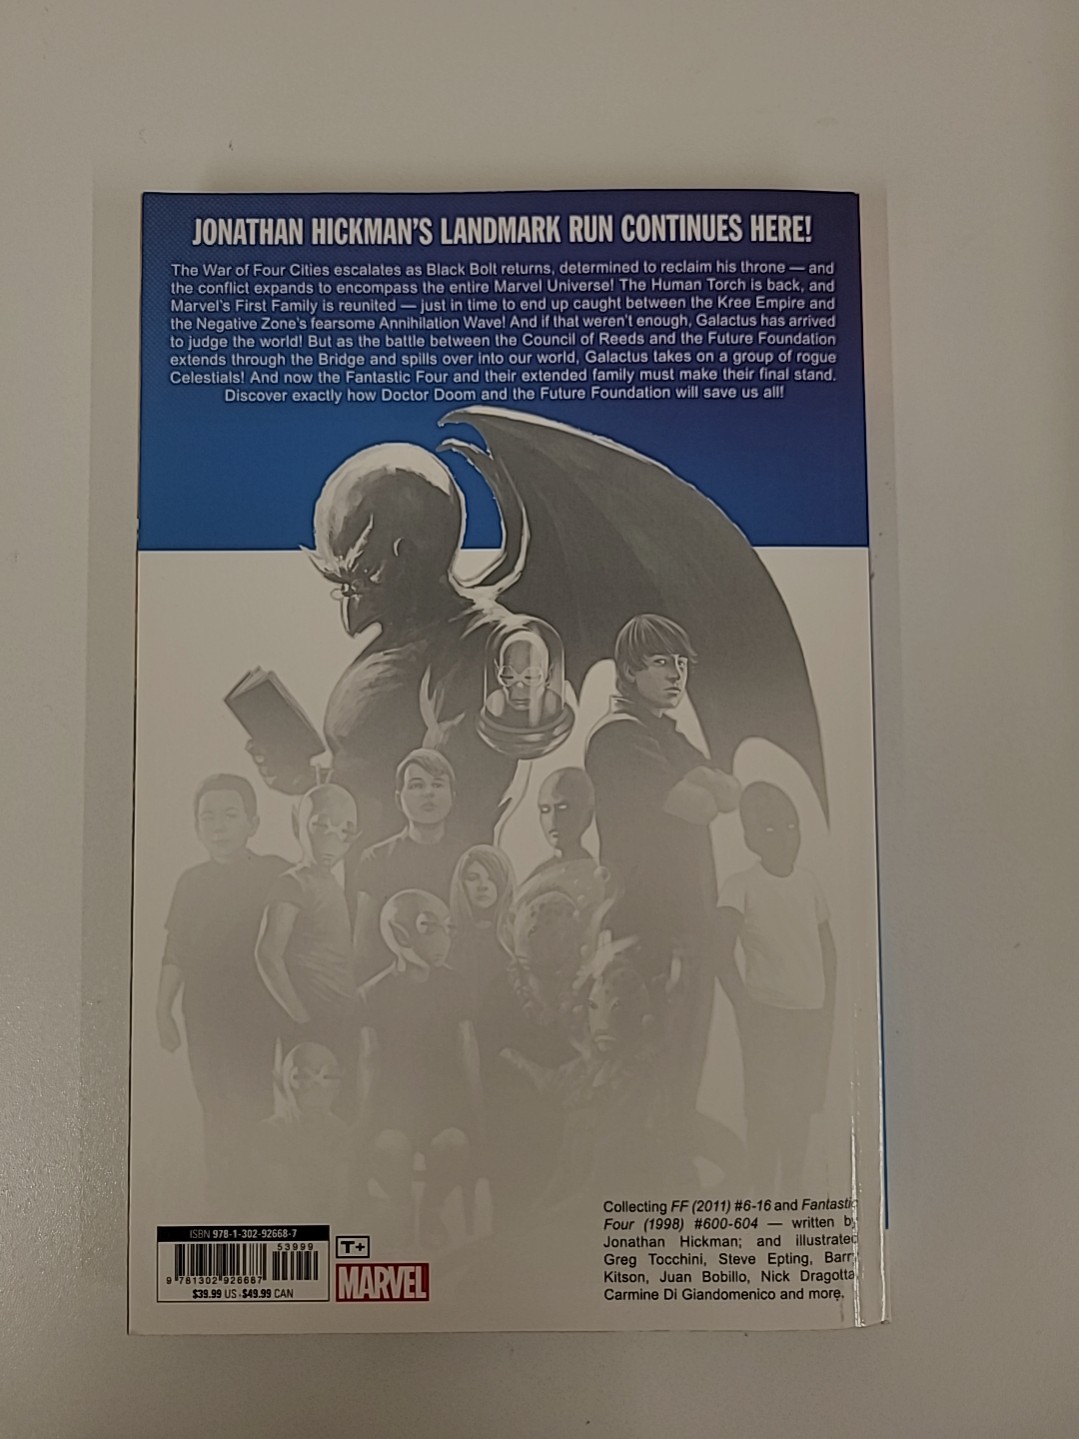 JONATHAN HICKMAN'S LANDMARK RUN CONTINUES HERE!
The War of Four Cities escalates as Black Bolt returns, determined to reclaim his throne — and
the conflict expands to encompass the entire Marvel Universe! The Human Torch is back, and
Marvel's First Family is reunited — just in time to end up caught between the Kree Empire and
the Negative Zone's fearsome Annihilation Wave! And if that weren't enough, Galactus has arrived
to judge the world! But as the battle between the Council of Reeds and the Future Foundation
extends through the Bridge and spills over into our world, Galactus takes on a group of rogue
Celestials! And now the Fantastic Four and their extended family must make their final stand.
Discover exactly how Doctor Doom and the Future Foundation will save us all!
Collecting FF (2011) #6-16 and Fantastic
Four (1998) #600-604 — written by
Jonathan Hickman; and illustrated
Greg Tocchini, Steve Epting, Barry
Kitson, Juan Bobillo, Nick Dragotta,
Carmine Di Giandomenico and more.
ISBN 978-1-302-92668-7
53999
9 781302 926687
$39.99 US · $49.99 CAN
T+
MARVEL